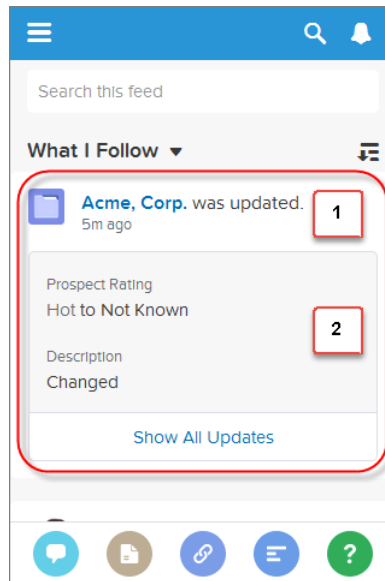 Search this feed
What I Follow
Acme, Corp. was updated.
1
5m ago
Prospect Rating
Hot to Not Known
2
Description
Changed
Show All Updates
?